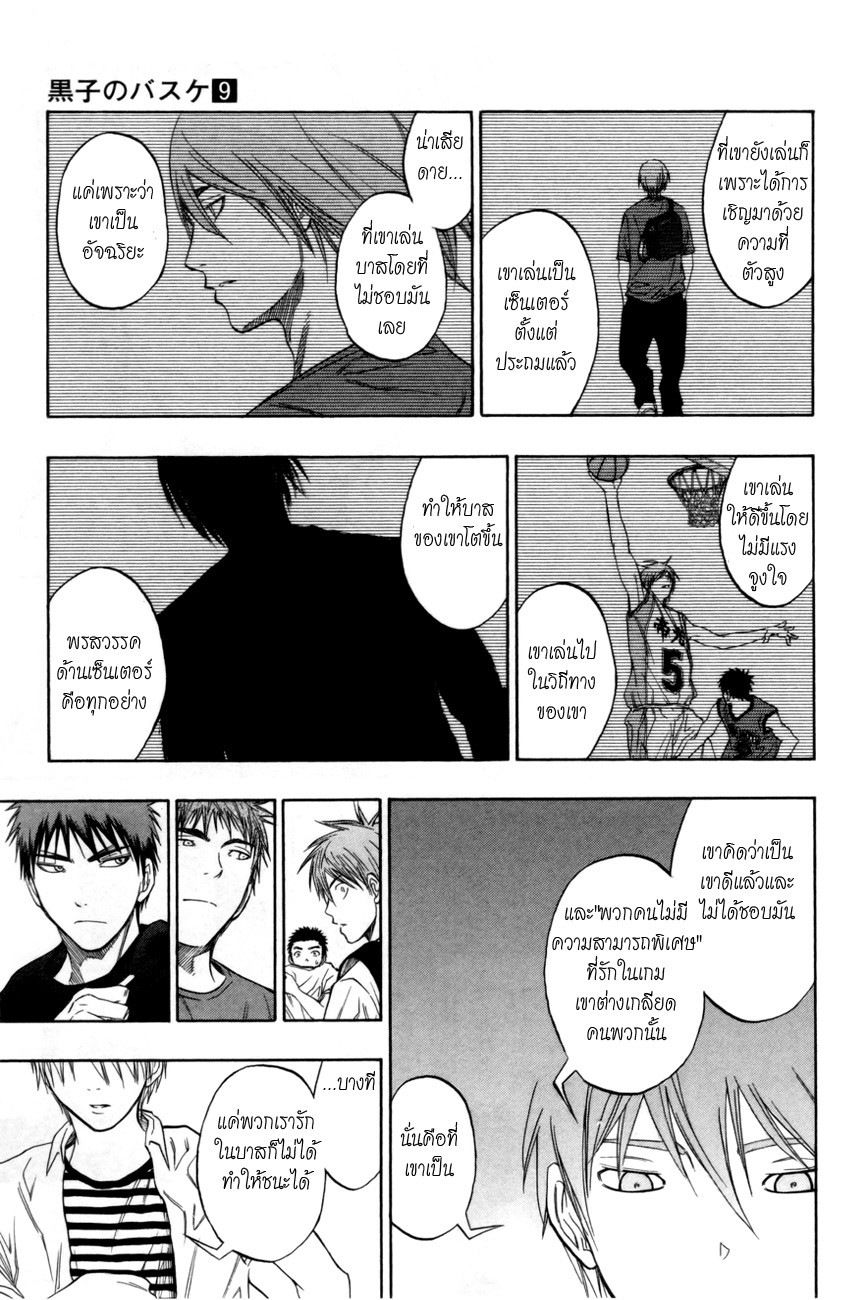 黒子のバスケ9
ที่เขายังเล่นก็
เพราะได้การ
เชิญมาด้วย
ความที่
ตัวสูง
เขาเล่นเป็น
เซ็นเตอร์
ตั้งแต่
ประถมแล้ว
น่าเสีย
ดาย...
ที่เขาเล่น
บาสโดยที่
ไม่ชอบมัน
เลย
แค่เพราะว่า
เขาเป็น
อัจฉริยะ
เขาเล่น
ให้ดีขึ้นโดย
ไม่มีแรง
จูงใจ
帝光
5
เขาเล่นไป
ในวิถีทาง
ของเขา
ทำให้บาส
ของเขาโตขึ้น
พรสวรรค
ด้านเซ็นเตอร์
คือทุกอย่าง
เขาคิดว่าเป็น
เขาดีแล้วและ
ไม่ได้ชอบมัน
และ"พวกคนไม่มี
ความสามารถพิเศษ"
ที่รักในเกม
เขาต่างเกลียด
คนพวกนั้น
นั่นคือที่
เขาเป็น
...บางที
แค่พวกเรารัก
ในบาสก็ไม่ได้
ทำให้ชนะได้